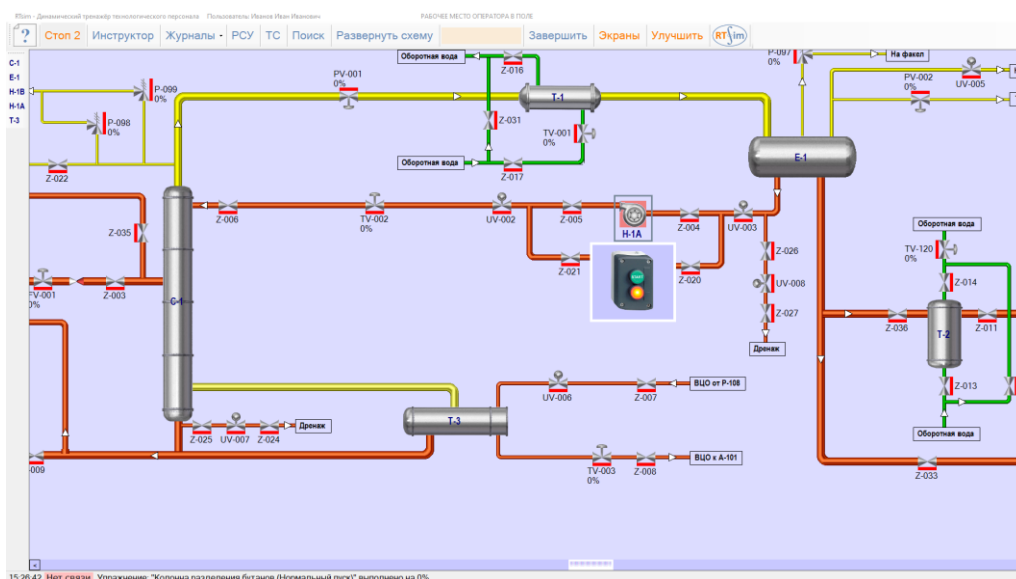 RTsim - Динамический тренажёр технологического персонала Пользователь: Иванов Иван Иванович РАБОЧЕЕ МЕСТО ОПЕРАТОРА В ПОЛЕ
? Стоп 2 Инструктор Журналы РСУ ТС Поиск Развернуть схему Завершить Экраны Улучшить RTSim
С-1
Е-1
Н-1В
Н-1А
Т-3
Оборотная вода
Z-016
P-097
0%
На факел
PV-001
0%
PV-002
0%
UV-005
P-099
0%
T-1
P-098
0%
Z-031
TV-001
0%
Оборотная вода
Z-017
E-1
Z-022
Z-006
TV-002
0%
UV-002
Z-005
H-1A
Z-004
UV-003
Z-035
Оборотная вода
TV-120
0%
Z-026
Z-021
START
Z-020
FV-001
0%
Z-003
UV-008
Z-014
C-1
Z-027
Z-036
T-2
Z-011
Дренаж
UV-006
Z-007
ВЦО от Р-108
Z-013
T-3
Z-025
UV-007
Z-024
Дренаж
Оборотная вода
-009
TV-003
0%
Z-008
ВЦО к А-101
Z-033
15:26:42 Нет связи Упражнение: "Колонна разделения бутанов (Нормальный пуск)" выполнено на 0%